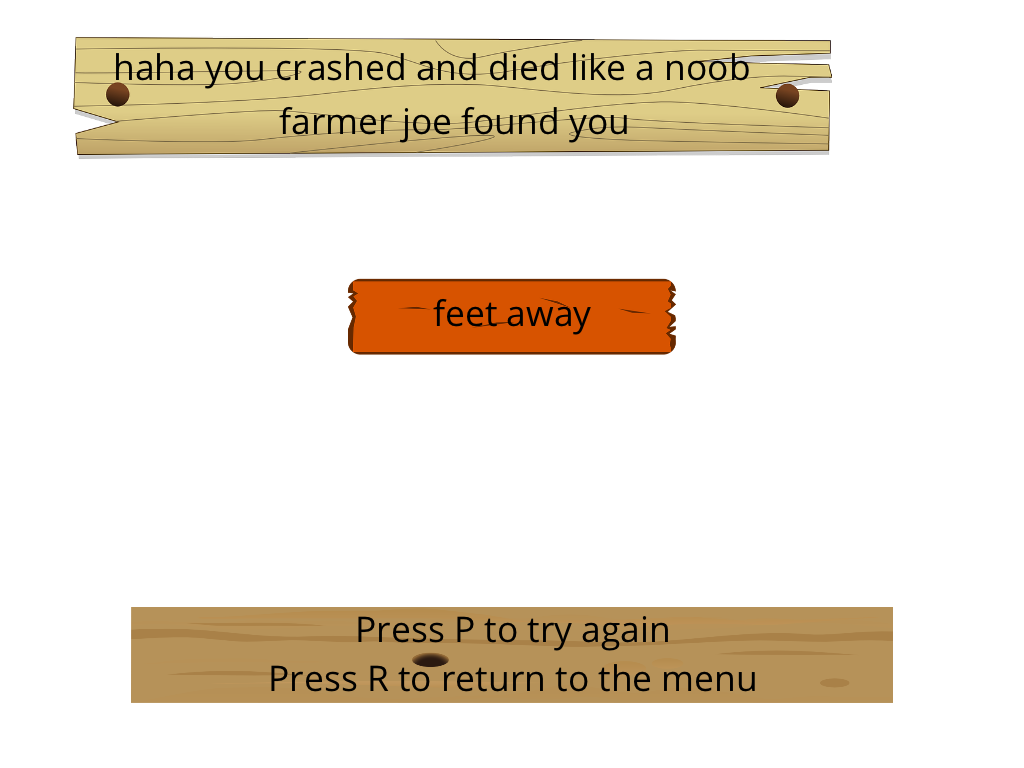 haha you crashed and died like a noob
farmer joe found you
feet away
Press P to try again
Press R to return to the menu